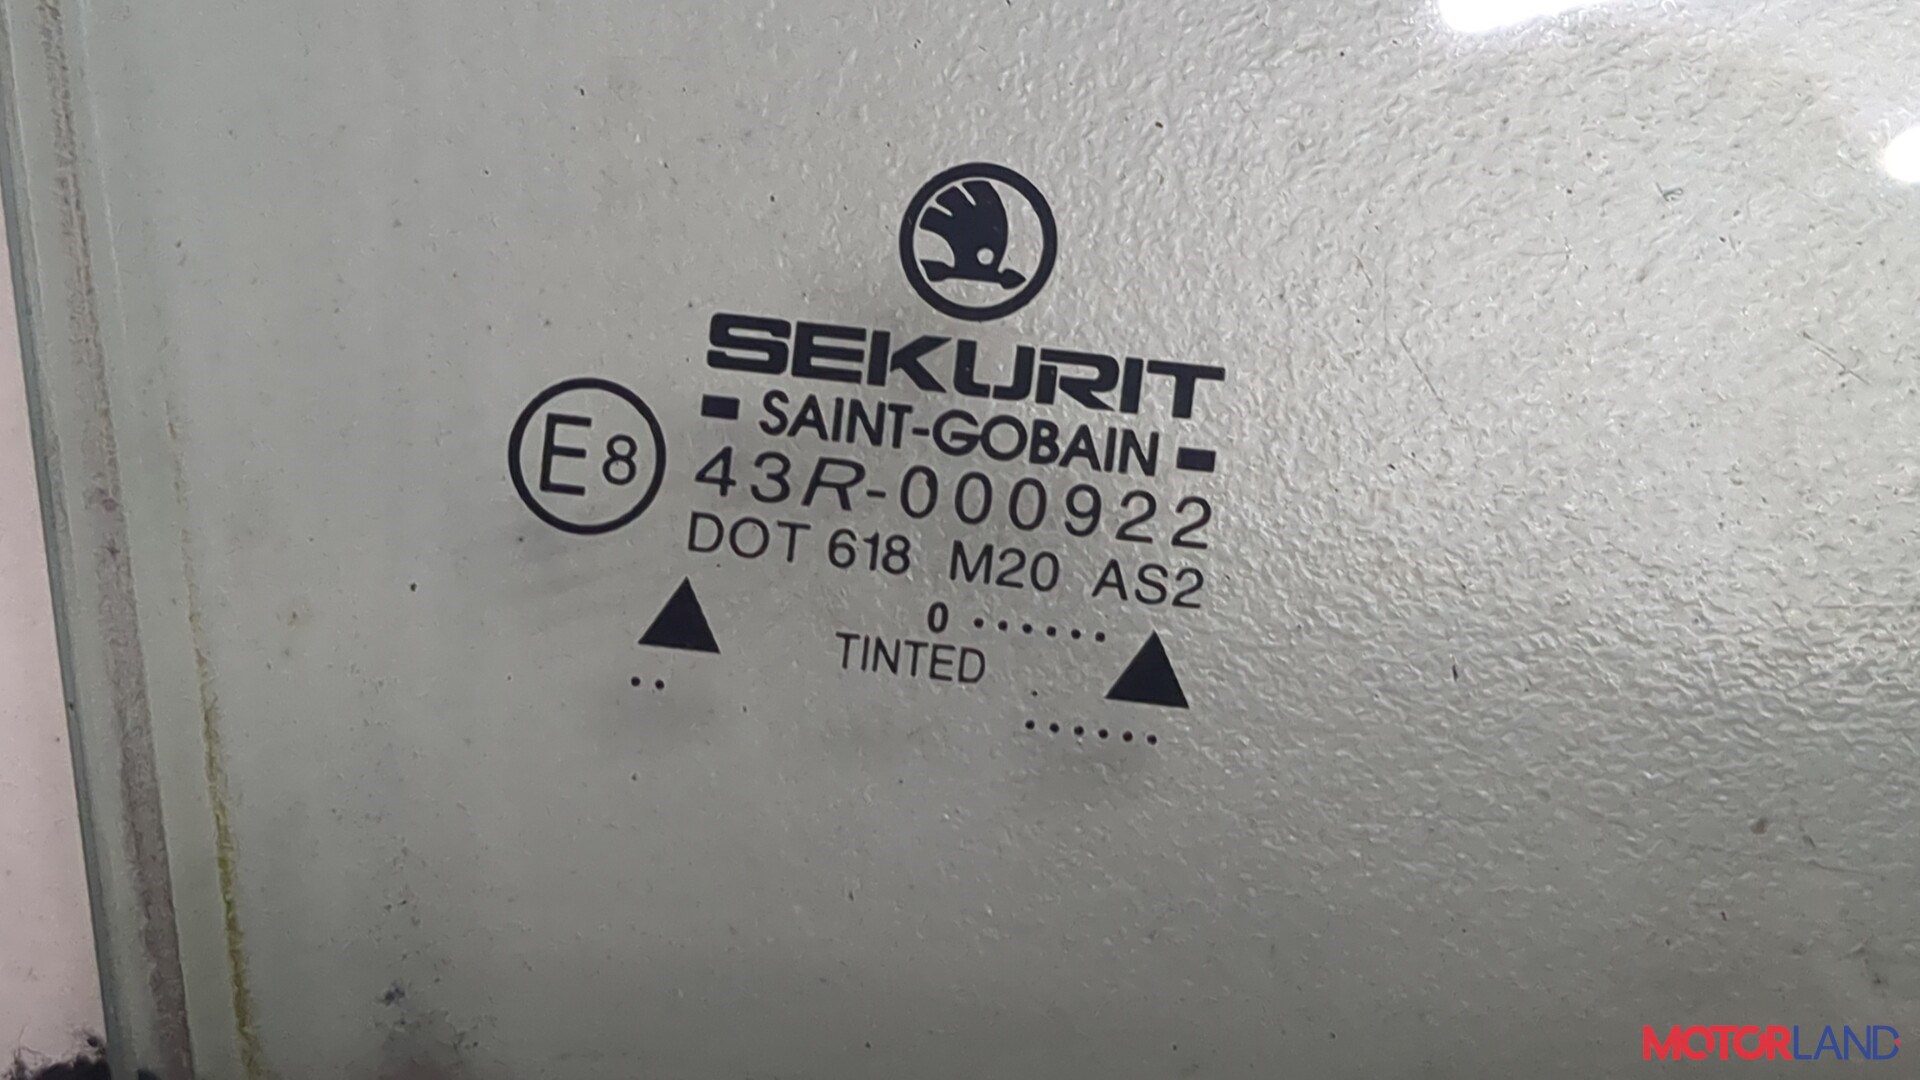 SEKURIT
SAINT-GOBAIN
E8
43R-000922
DOT 618 M20 AS2
0 ......
TINTED
..
......
MOTORLAND